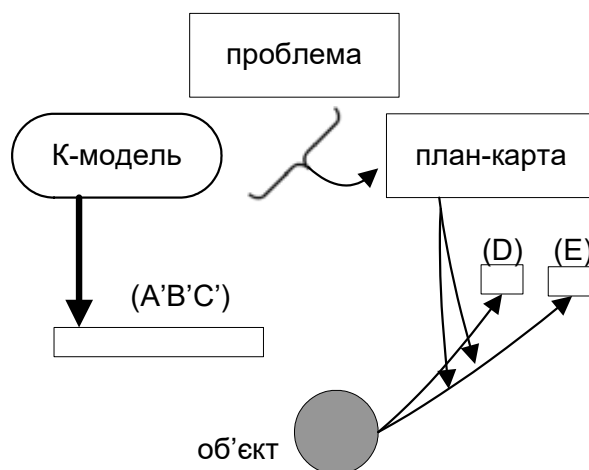 проблема
К-модель
план-карта
(D) (E)
(A’B’C’)
об’єкт